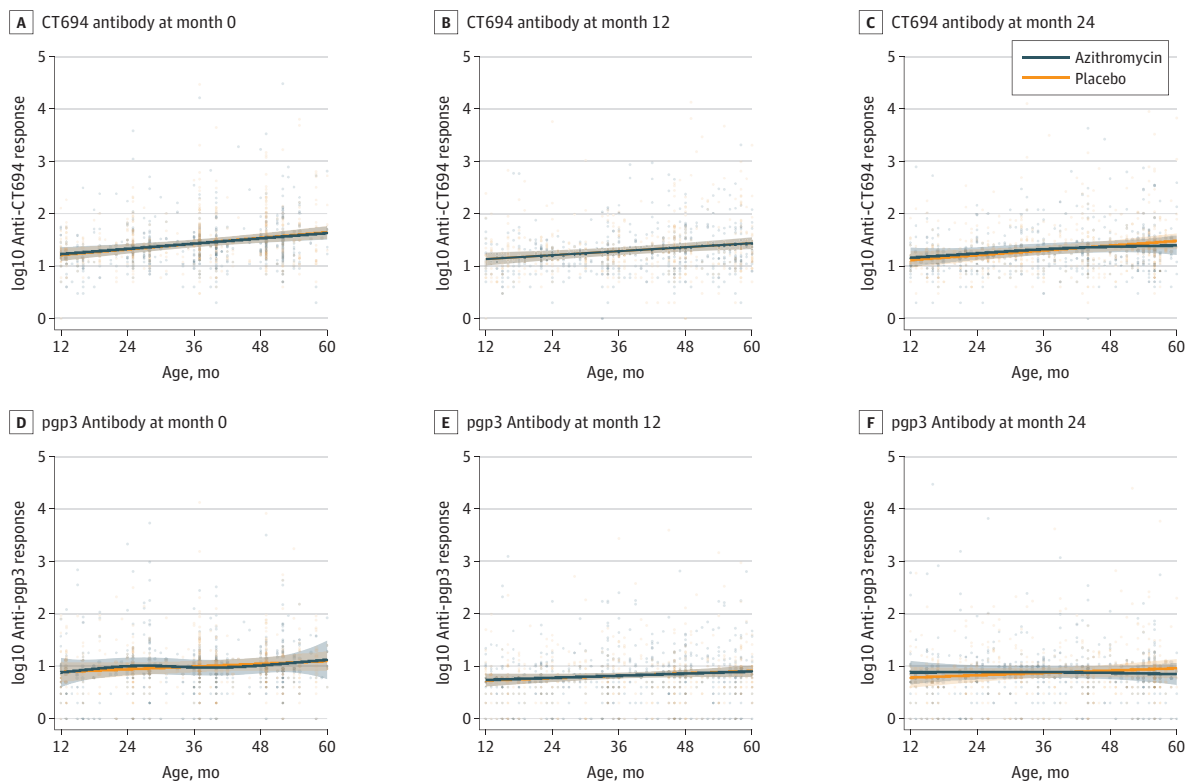 A CT694 antibody at month 0
5
4
3
2
1
0
log10 Anti-CT694 response
12 24 36 48 60
Age, mo
B CT694 antibody at month 12
5
4
3
2
1
0
log10 Anti-CT694 response
12 24 36 48 60
Age, mo
C CT694 antibody at month 24
Azithromycin
Placebo
5
4
3
2
1
0
log10 Anti-CT694 response
12 24 36 48 60
Age, mo
D pgp3 Antibody at month 0
5
4
3
2
1
0
log10 Anti-pgp3 response
12 24 36 48 60
Age, mo
E pgp3 Antibody at month 12
5
4
3
2
1
0
log10 Anti-pgp3 response
12 24 36 48 60
Age, mo
F pgp3 Antibody at month 24
5
4
3
2
1
0
log10 Anti-pgp3 response
12 24 36 48 60
Age, mo